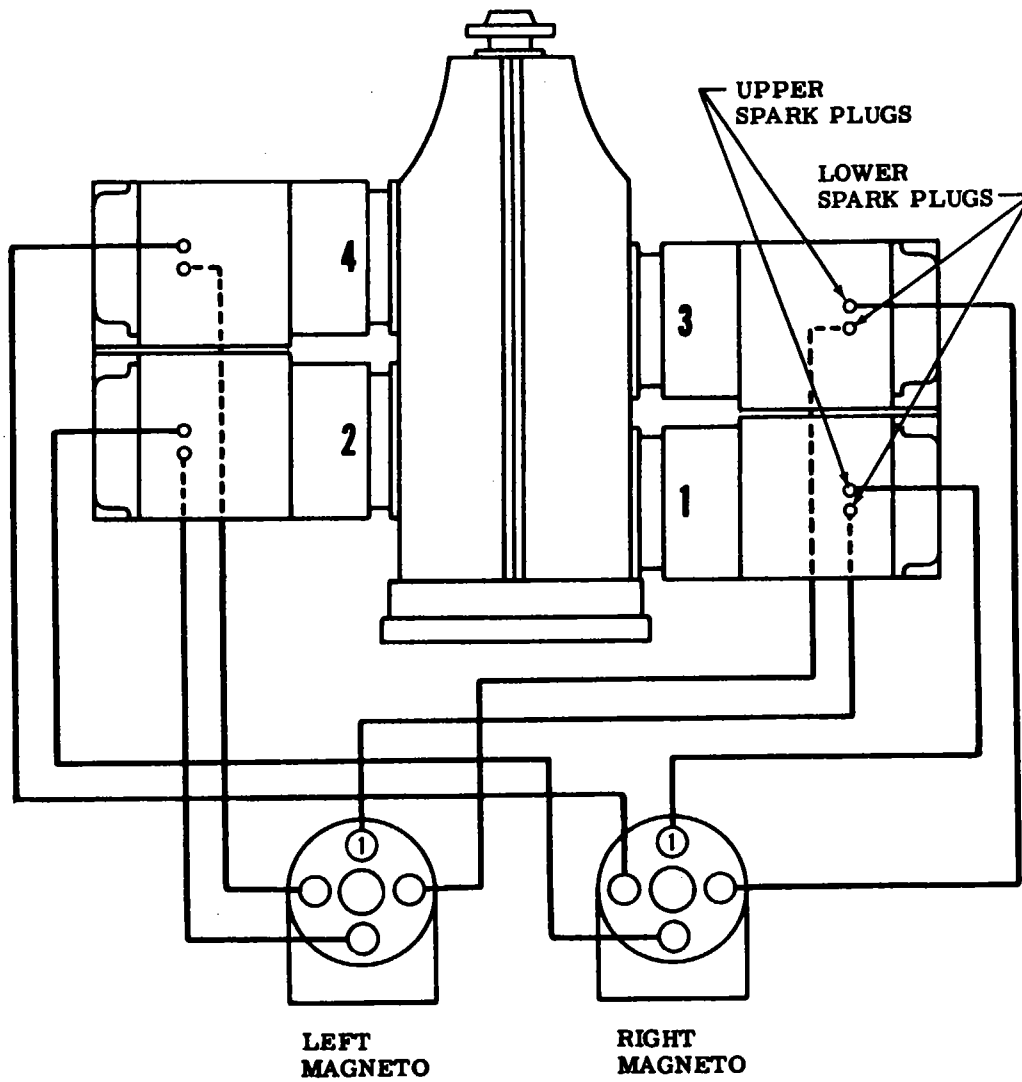 UPPER
SPARK PLUGS
LOWER
SPARK PLUGS
4
3
2
1
1
1
LEFT
MAGNETO
RIGHT
MAGNETO